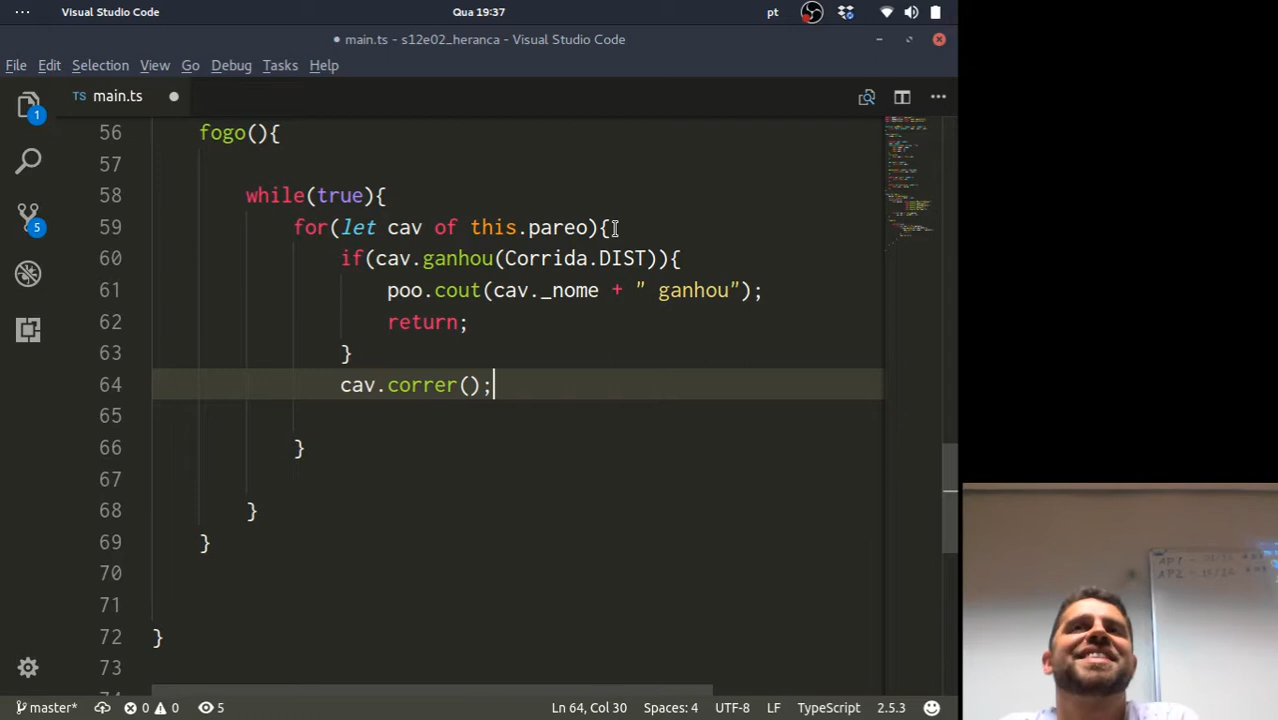 Visual Studio Code
Qua 19:37
pt
main.ts - s12e02_heranca - Visual Studio Code
File Edit Selection View Go Debug Tasks Help
TS main.ts
1
5
56 fogo(){
57
58 while(true){
59 for(let cav of this.pareo){
60 if(cav.ganhou(Corrida.DIST)){
61 poo.cout(cav._nome + " ganhou");
62 return;
63 }
64 cav.correr();
65
66 }
67
68 }
69 }
70
71
72 }
73
master* 0 0 5 Ln 64, Col 30 Spaces: 4 UTF-8 LF TypeScript 2.5.3